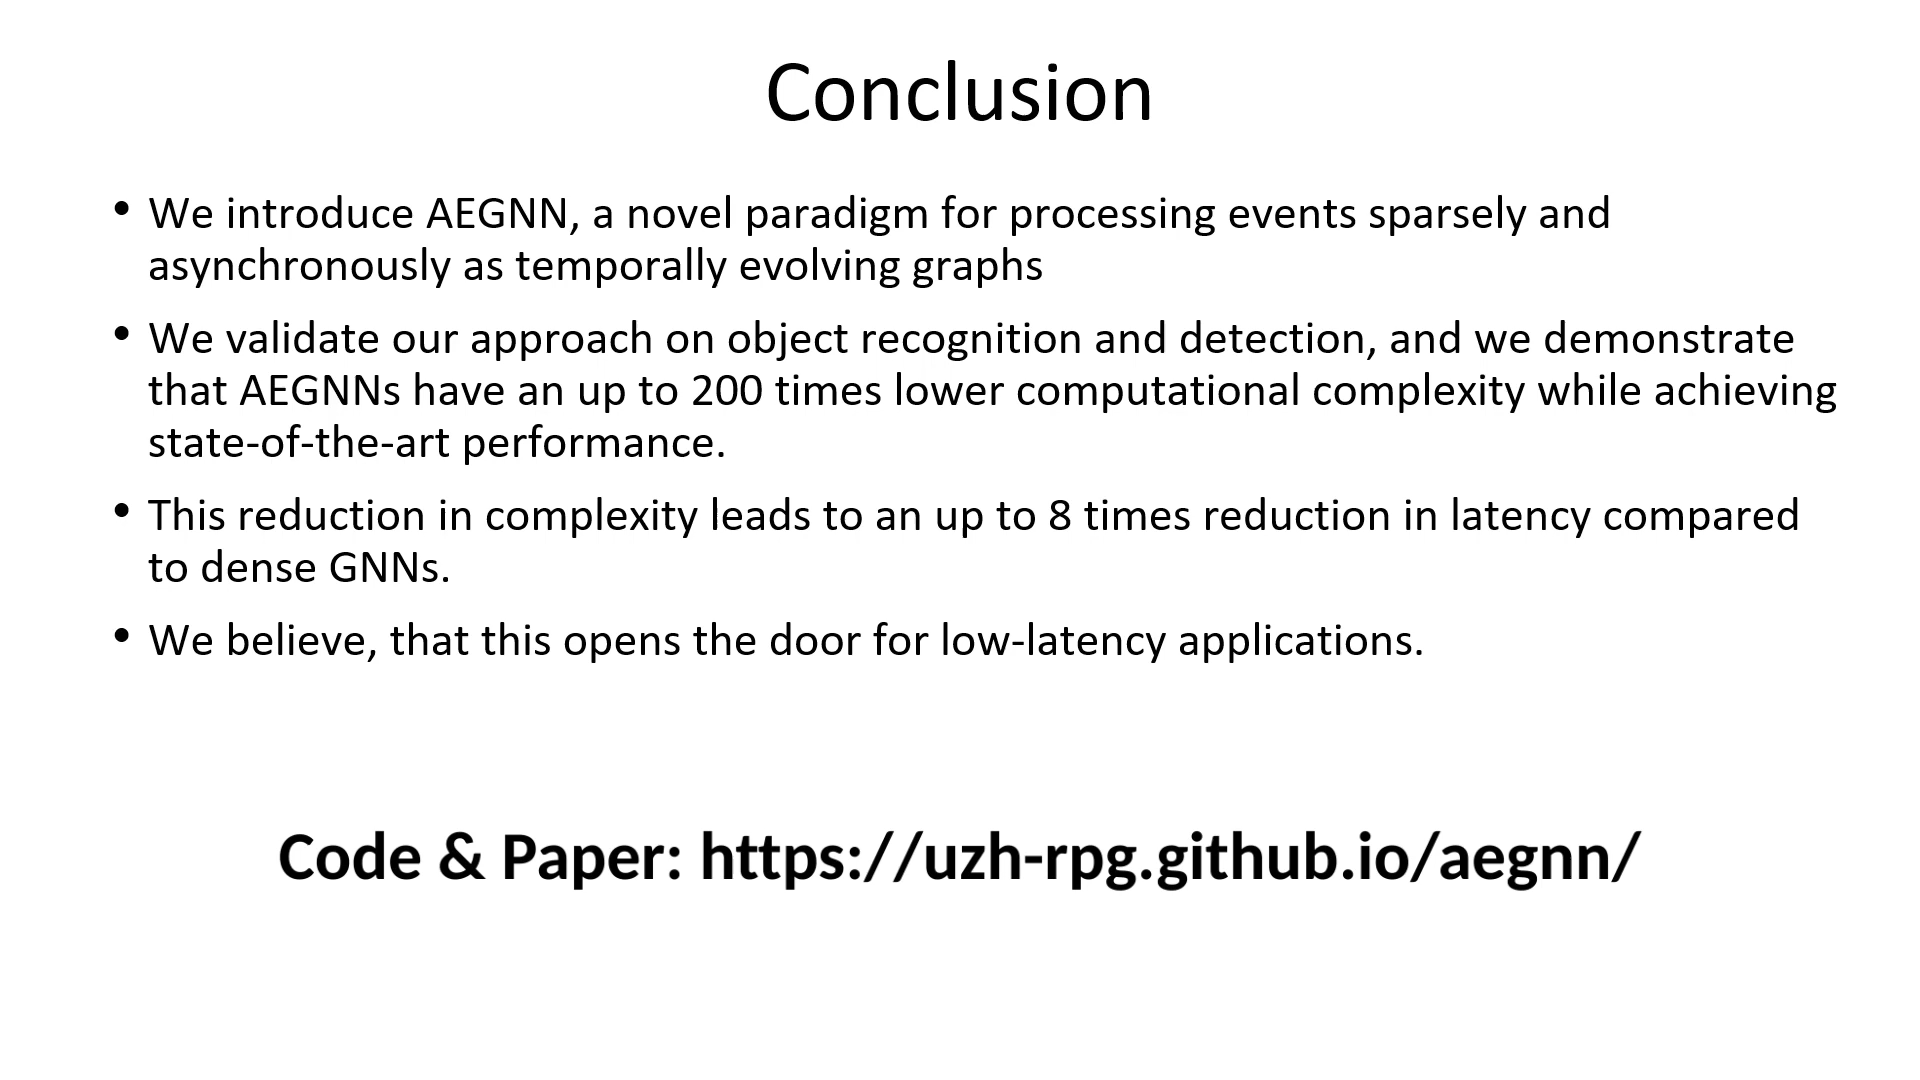 Conclusion
• We introduce AEGNN, a novel paradigm for processing events sparsely and
asynchronously as temporally evolving graphs
• We validate our approach on object recognition and detection, and we demonstrate
that AEGNNs have an up to 200 times lower computational complexity while achieving
state-of-the-art performance.
• This reduction in complexity leads to an up to 8 times reduction in latency compared
to dense GNNs.
• We believe, that this opens the door for low-latency applications.
Code & Paper: https://uzh-rpg.github.io/aegnn/